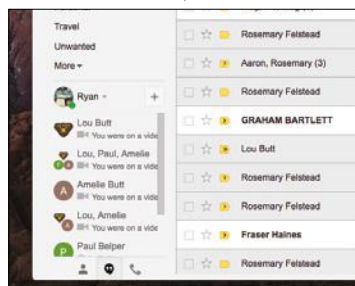 Travel
Unwanted
More
Ryan
Lou Butt
You were on a vide
Lou, Paul, Amelie
You were on a vide
Amelie Butt
You were on a vide
Lou, Amelie
You were on a vide
Paul Belper
Rosemary Felstead
Aaron, Rosemary (3)
Rosemary Felstead
GRAHAM BARTLETT
Lou Butt
Rosemary Felstead
Rosemary Felstead
Fraser Haines
Rosemary Felstead